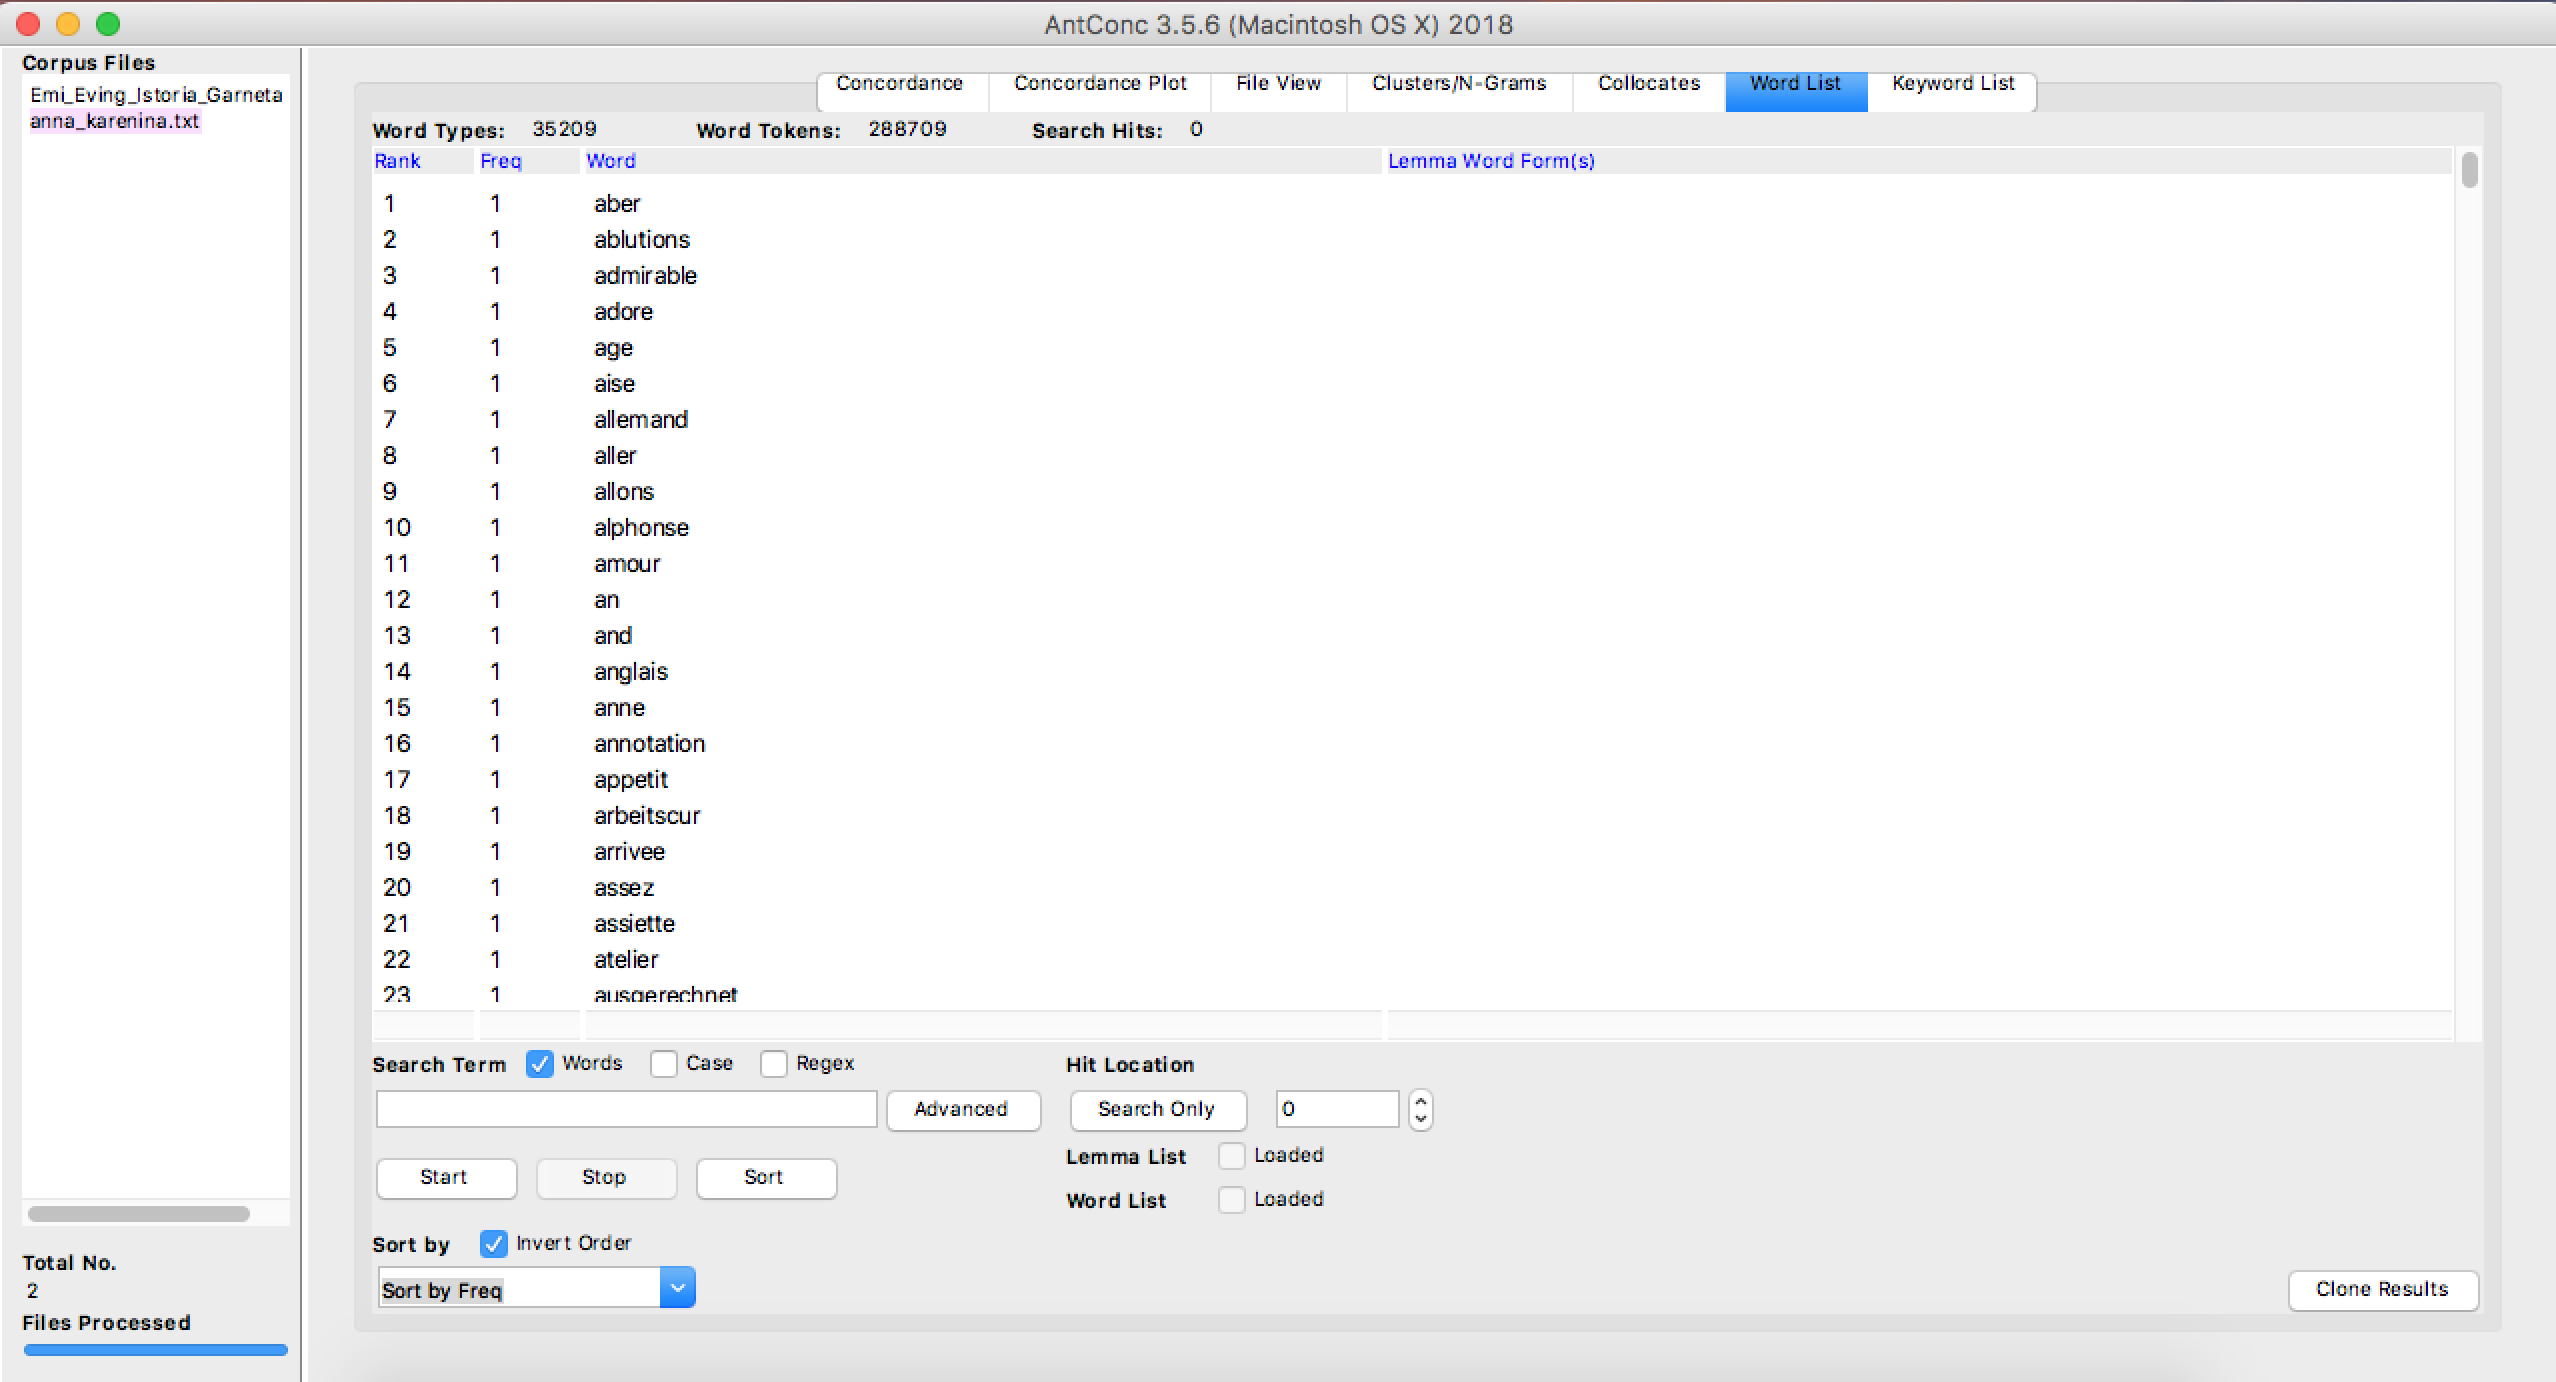 AntConc 3.5.6 (Macintosh OS X) 2018
Corpus Files
Emi_Eving_Istoria_Garneta
anna_karenina.txt
Concordance Concordance Plot File View Clusters/N-Grams Collocates Word List Keyword List
Word Types: 35209 Word Tokens: 288709 Search Hits: 0
Rank Freq Word Lemma Word Form(s)
1 1 aber
2 1 ablutions
3 1 admirable
4 1 adore
5 1 age
6 1 aise
7 1 allemand
8 1 aller
9 1 allons
10 1 alphonse
11 1 amour
12 1 an
13 1 and
14 1 anglais
15 1 anne
16 1 annotation
17 1 appetit
18 1 arbeitscur
19 1 arrivee
20 1 assez
21 1 assiette
22 1 atelier
23 1 ausgerechnet
Search Term Words Case Regex Hit Location
Advanced Search Only 0
Lemma List Loaded
Start Stop Sort
Word List Loaded
Sort by Invert Order
Sort by Freq
Clone Results
Total No.
2
Files Processed